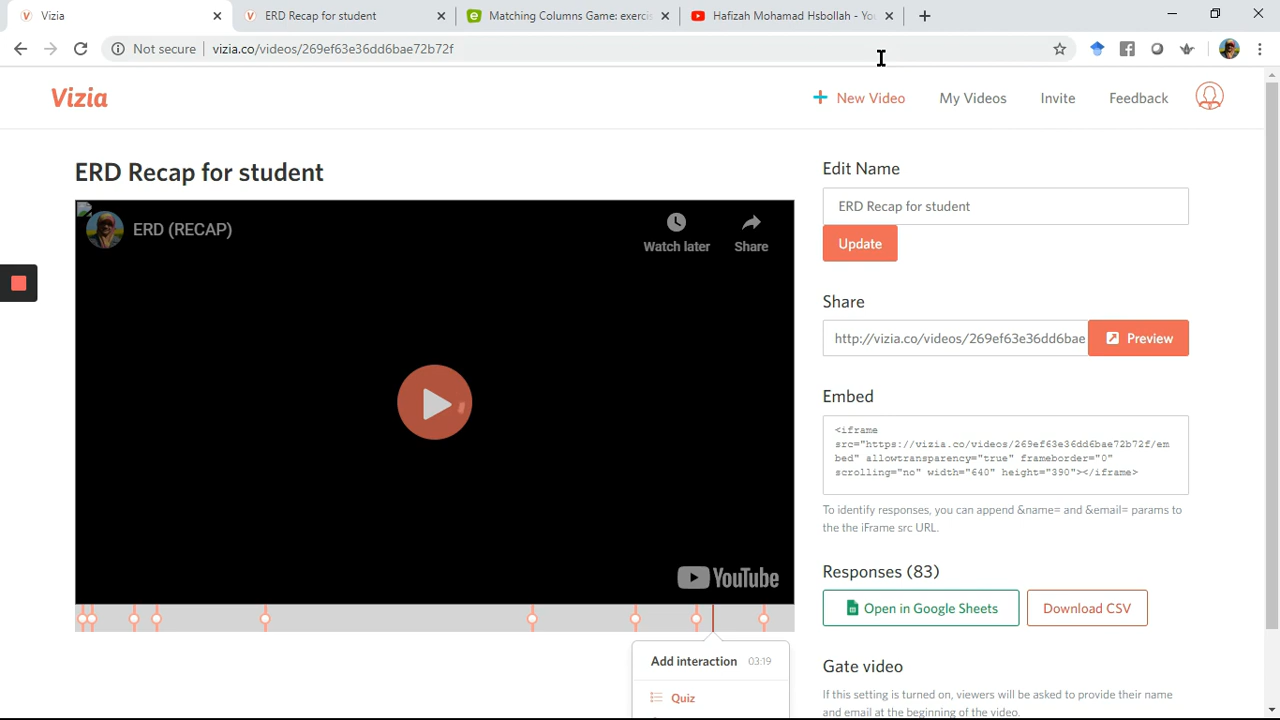 Vizia
ERD Recap for student
Matching Columns Game: exercis
Hafizah Mohamad Hsbollah - Yo
Not secure
vizia.co/videos/269ef63e36dd6bae72b72f
Vizia
+ New Video
My Videos
Invite
Feedback
ERD Recap for student
ERD (RECAP)
Watch later
Share
YouTube
Add interaction 03:19
Quiz
Edit Name
ERD Recap for student
Update
Share
http://vizia.co/videos/269ef63e36dd6bae
Preview
Embed
<iframe
src="https://vizia.co/videos/269ef63e36dd6bae72b72f/em
bed" allowtransparency="true" frameborder="0"
scrolling="no" width="640" height="390"></iframe>
To identify responses, you can append &name= and &email= params to
the the iFrame src URL.
Responses (83)
Open in Google Sheets
Download CSV
Gate video
If this setting is turned on, viewers will be asked to provide their name
and email at the beginning of the video.